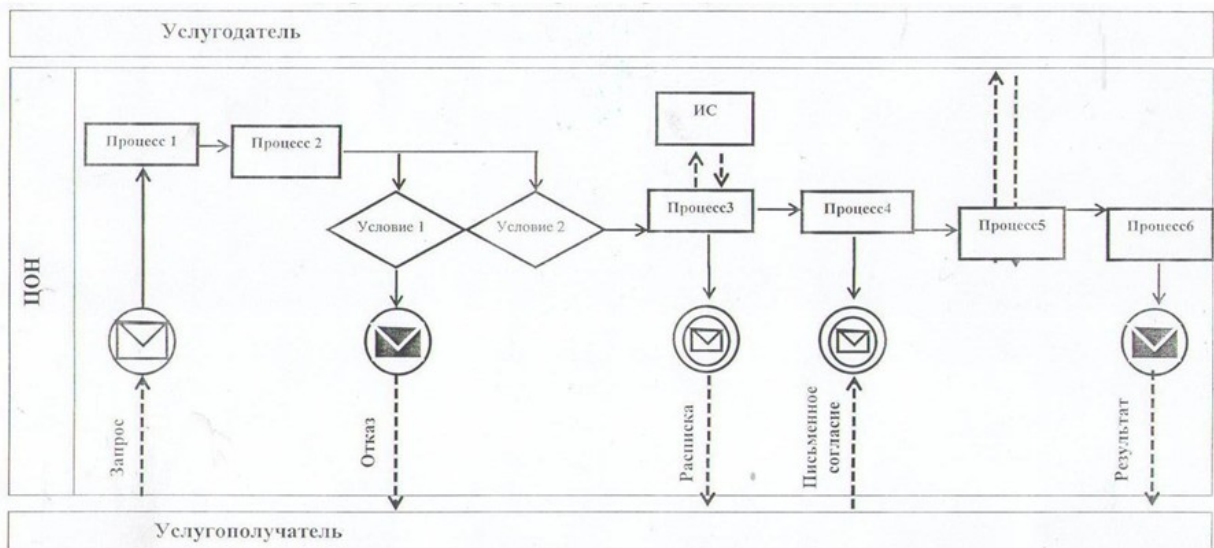 Услугодатель
ЦОН
ИС
Процесс 1
Процесс 2
Процесс3
Процесс4
Процесс5
Процесс6
Условие 1
Условие 2
Запрос
Отказ
Расписка
Письменное
согласие
Результат
Услугополучатель